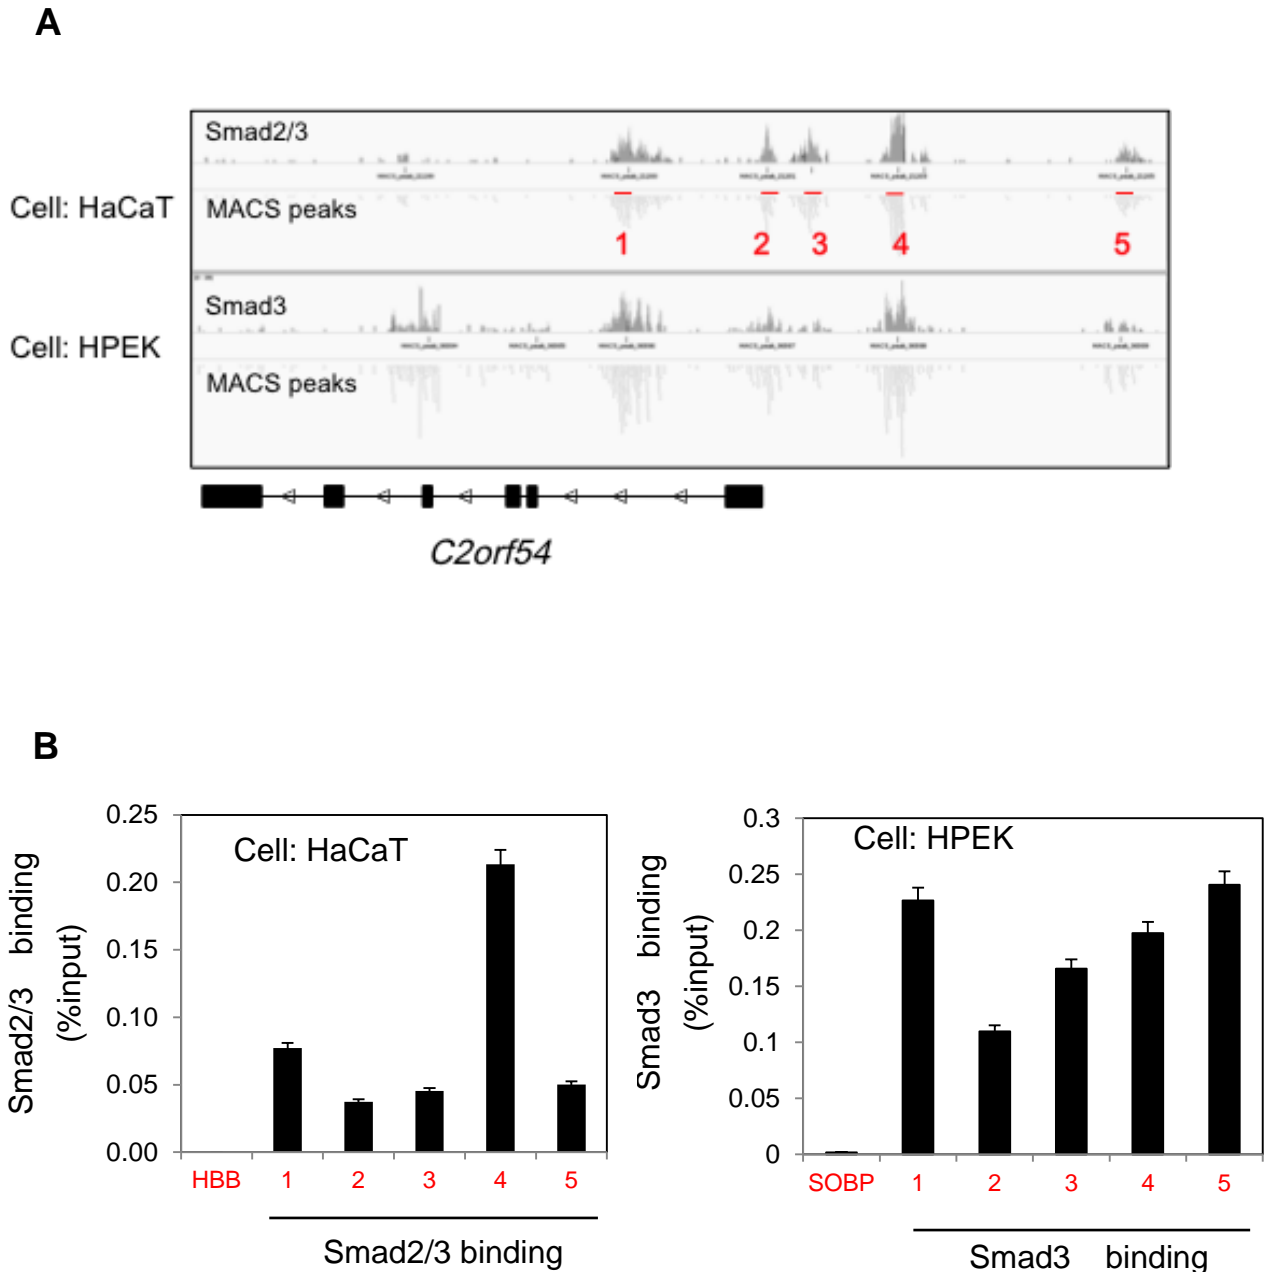 A
Smad2/3
Cell: HaCaT
MACS peaks
1 2 3 4 5
Smad3
Cell: HPEK
MACS peaks
C2orf54
B
Smad2/3 binding
(%input)
Cell: HaCaT
0.25
0.20
0.15
0.10
0.05
0.00
HBB 1 2 3 4 5
Smad2/3 binding
Smad3 binding
(%input)
Cell: HPEK
0.3
0.25
0.2
0.15
0.1
0.05
0
SOBP 1 2 3 4 5
Smad3 binding